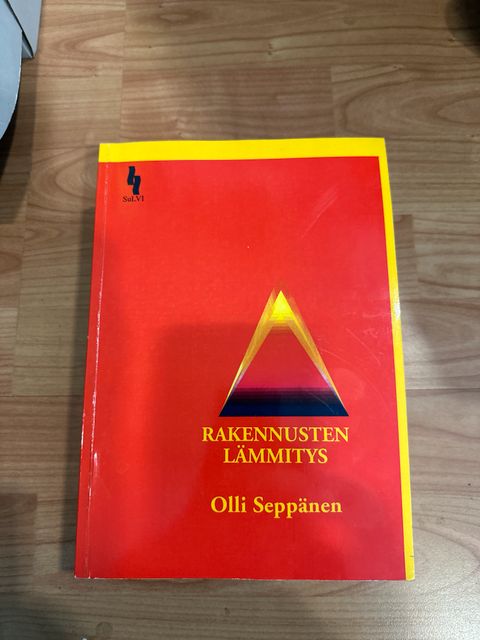 SuLVI
RAKENNUSTEN
LÄMMITYS
Olli Seppänen